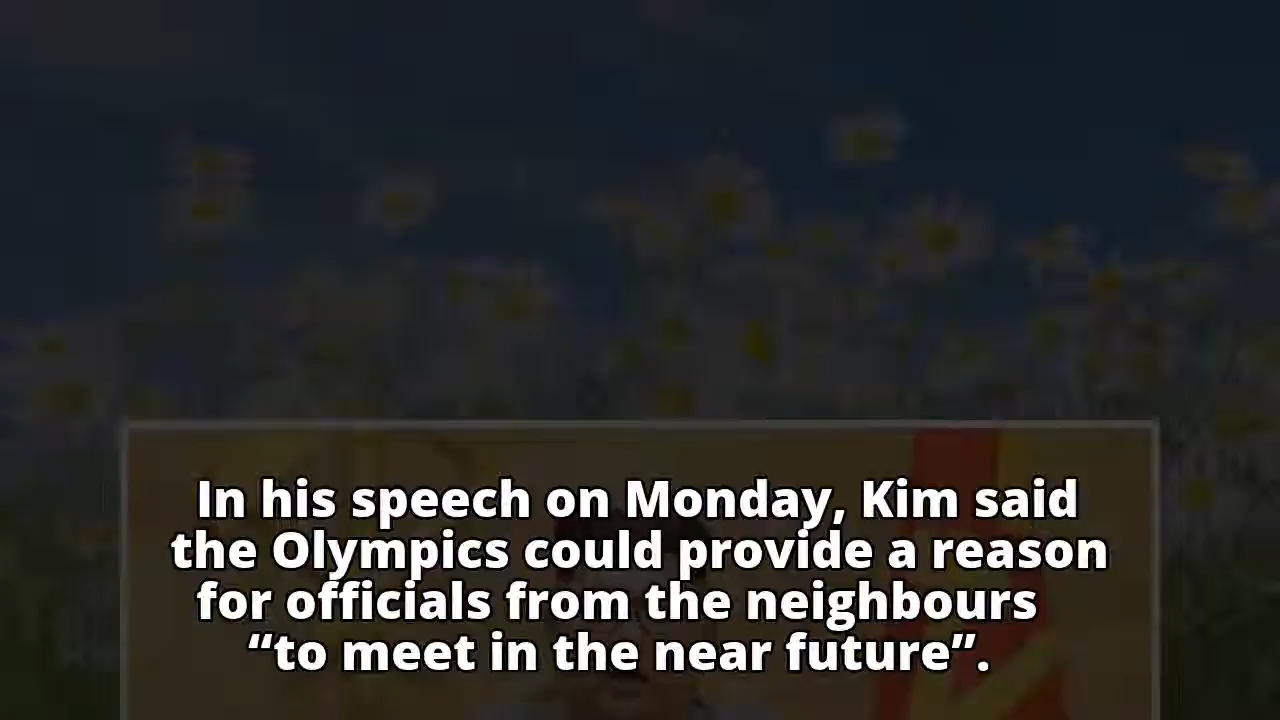 In his speech on Monday, Kim said
the Olympics could provide a reason
for officials from the neighbours
“to meet in the near future”.